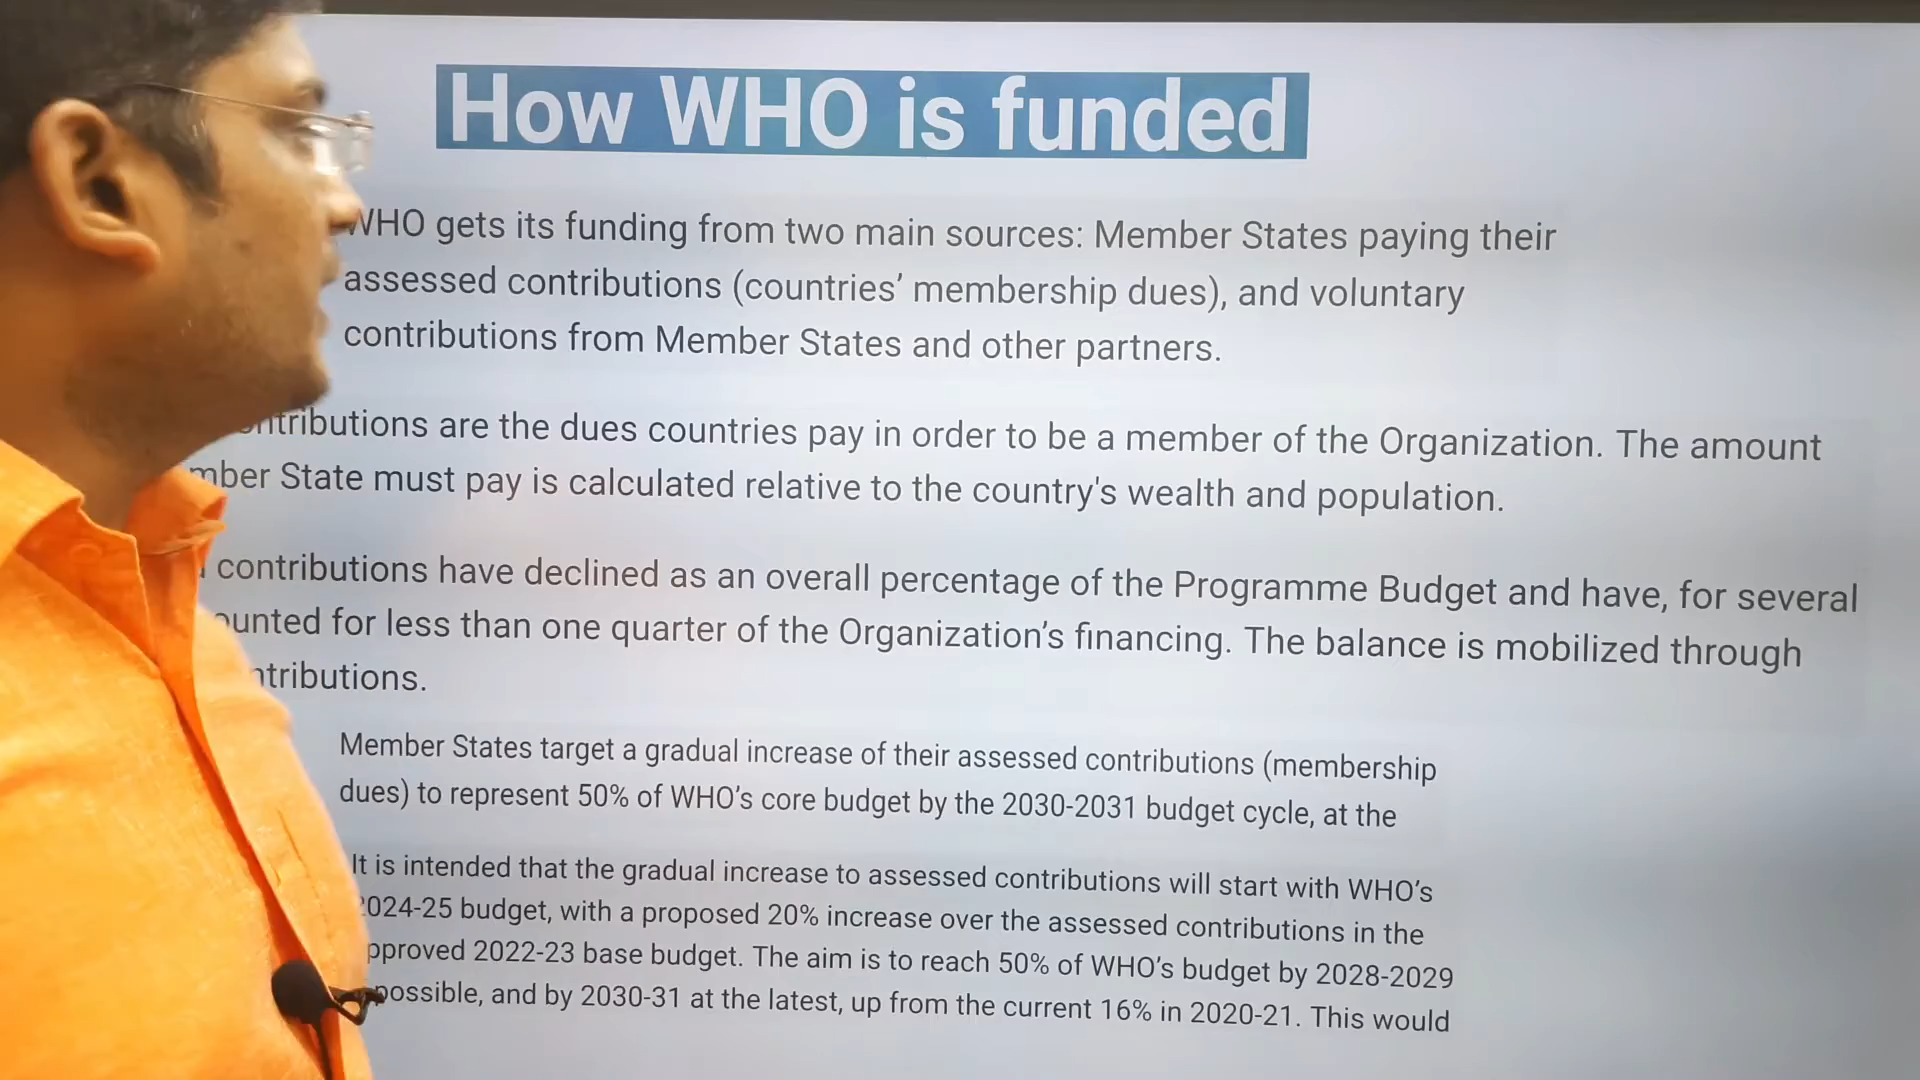 How WHO is funded
WHO gets its funding from two main sources: Member States paying their
assessed contributions (countries’ membership dues), and voluntary
contributions from Member States and other partners.
contributions are the dues countries pay in order to be a member of the Organization. The amount
State must pay is calculated relative to the country's wealth and population.
contributions have declined as an overall percentage of the Programme Budget and have, for several
for less than one quarter of the Organization’s financing. The balance is mobilized through
Member States target a gradual increase of their assessed contributions (membership
dues) to represent 50% of WHO’s core budget by the 2030-2031 budget cycle, at the
It is intended that the gradual increase to assessed contributions will start with WHO’s
2024-25 budget, with a proposed 20% increase over the assessed contributions in the
approved 2022-23 base budget. The aim is to reach 50% of WHO’s budget by 2028-2029
possible, and by 2030-31 at the latest, up from the current 16% in 2020-21. This would